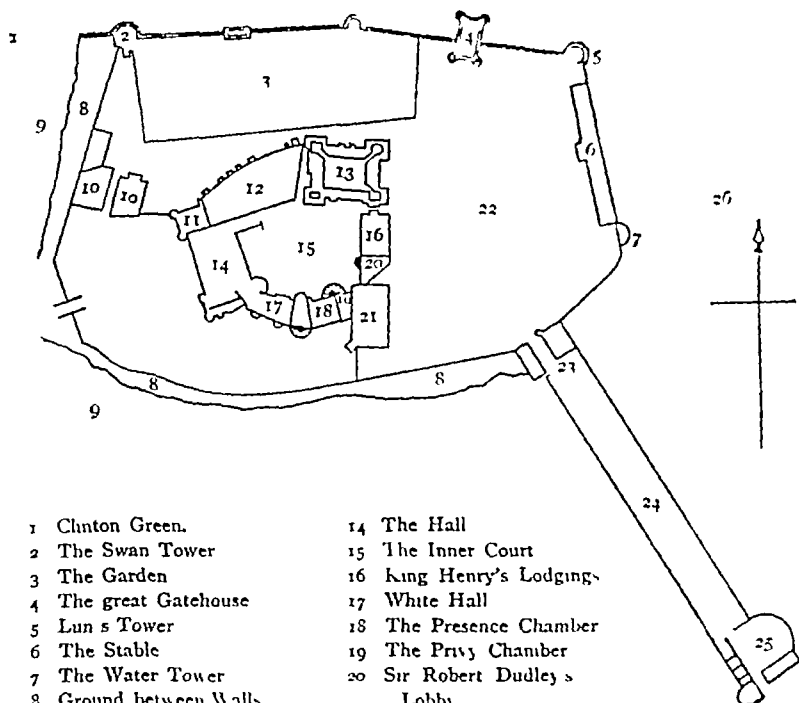 1
2
3
4
5
6
7
8
9
10
10
11
12
13
14
15
16
17
18
19
20
21
22
23
24
25
26
8
8
9
1 Clinton Green.
2 The Swan Tower
3 The Garden
4 The great Gatehouse
5 Lun s Tower
6 The Stable
7 The Water Tower
8 Ground between Walls
14 The Hall
15 The Inner Court
16 King Henry's Lodgings
17 White Hall
18 The Presence Chamber
19 The Privy Chamber
20 Sir Robert Dudley s
Lobby